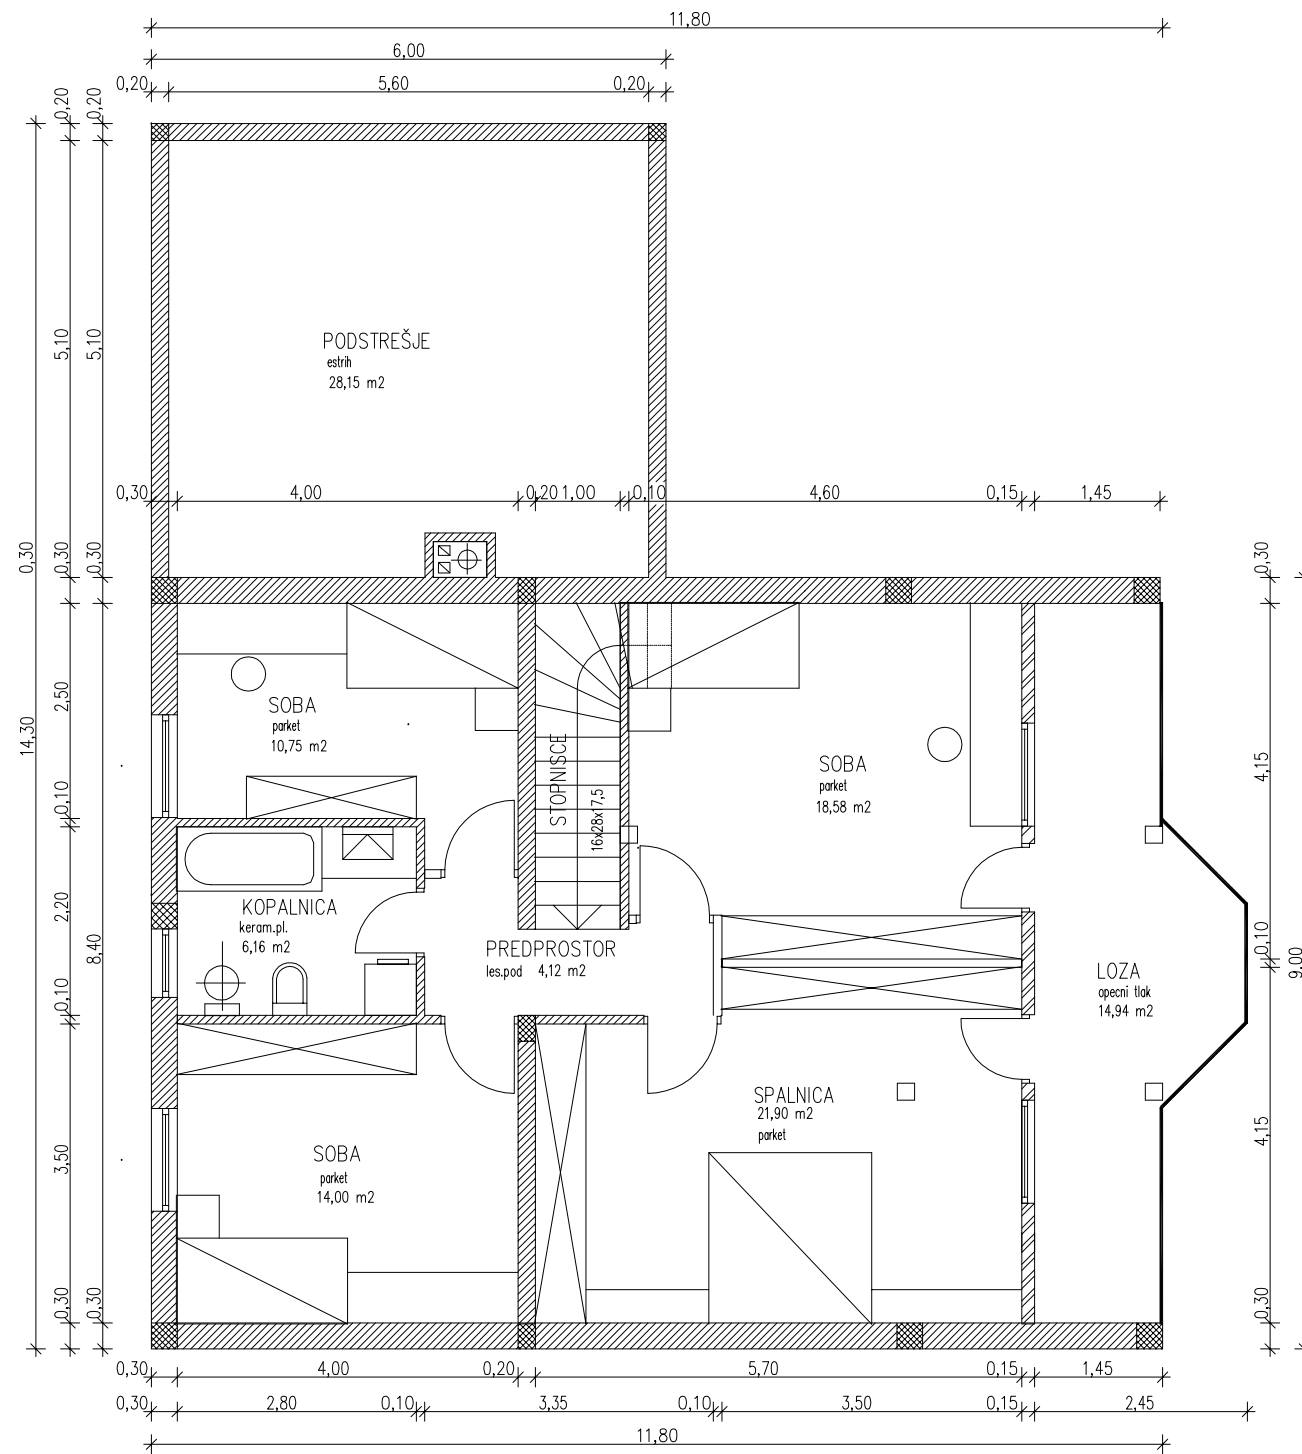 11,80
6,00
0,20
5,60
0,20
0,20
0,20
5,10
5,10
PODSTREŠJE
estrih
28,15 m2
0,30
4,00
0,20
1,00
0,10
4,60
0,15
1,45
0,30
0,30
0,30
0,30
14,30
2,50
0,10
2,20
0,10
3,50
0,30
8,40
0,30
SOBA
parket
10,75 m2
STOPNISCE
16x28x17,5
SOBA
parket
18,58 m2
KOPALNICA
keram.pl.
6,16 m2
PREDPROSTOR
les.pod 4,12 m2
LOZA
opecni tlak
14,94 m2
SPALNICA
21,90 m2
parket
SOBA
parket
14,00 m2
4,15
0,10
9,00
4,15
0,30
0,30
4,00
0,20
5,70
0,15
1,45
0,30
2,80
0,10
3,35
0,10
3,50
0,15
2,45
11,80